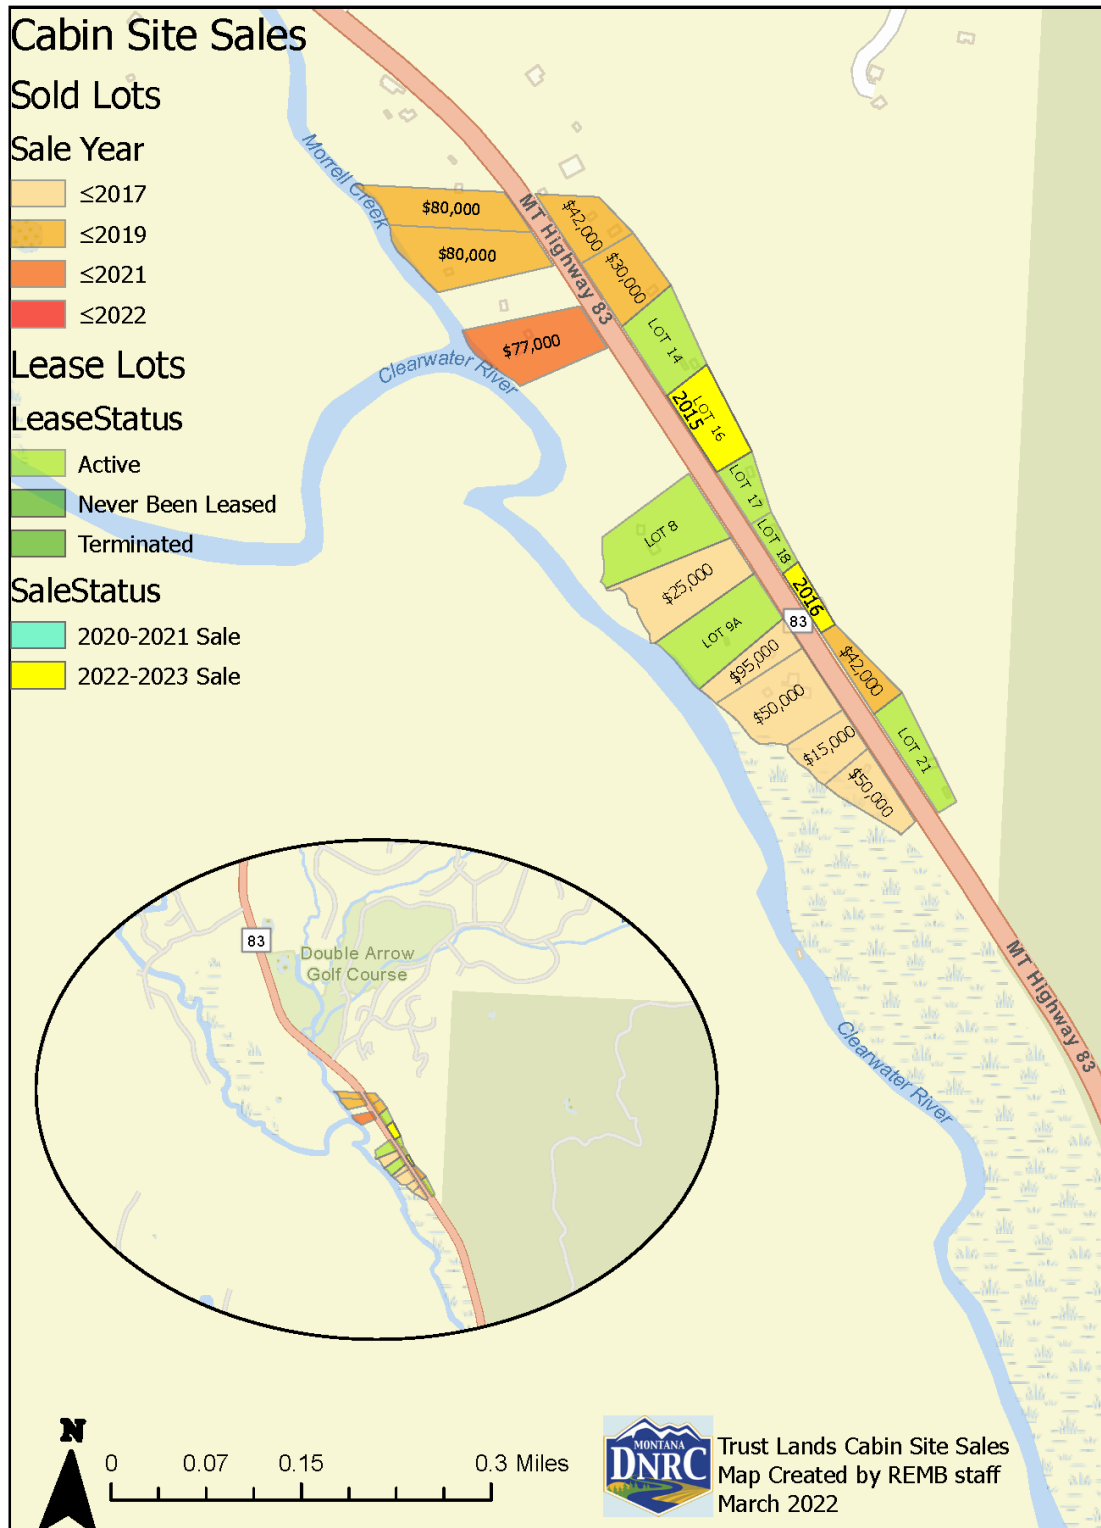 Cabin Site Sales
Sold Lots
Sale Year
≤2017
≤2019
≤2021
≤2022
Lease Lots
LeaseStatus
Active
Never Been Leased
Terminated
SaleStatus
2020-2021 Sale
2022-2023 Sale
Morrell Creek
$80,000
$80,000
MT Highway 83
$42,000
$30,000
$77,000
Clearwater River
LOT 14
2015
LOT 16
LOT 17
LOT 18
LOT 8
$25,000
2016
83
LOT 9A
$95,000
$42,000
$50,000
LOT 21
$15,000
$50,000
83
Double Arrow
Golf Course
MT Highway 83
Clearwater River
N
0 0.07 0.15 0.3 Miles
MONTANA
DNRC
Trust Lands Cabin Site Sales
Map Created by REMB staff
March 2022